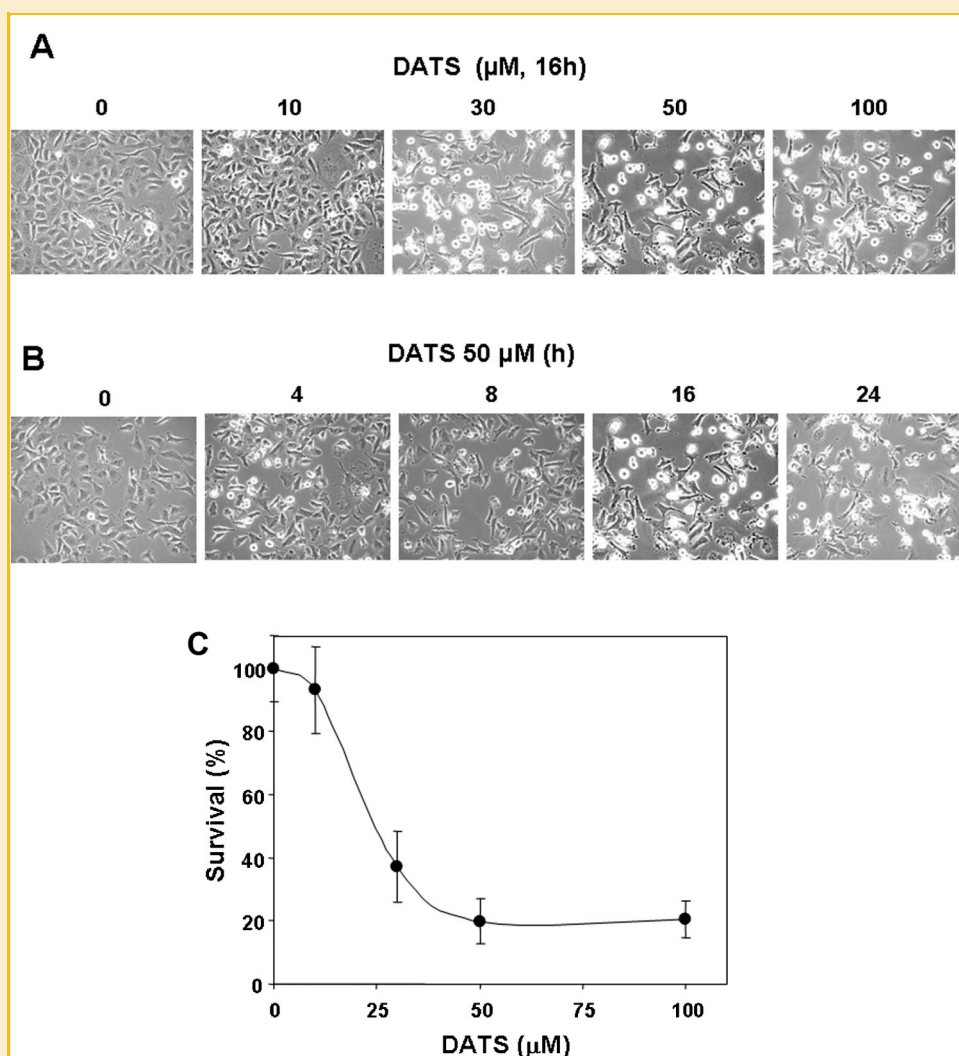 A
DATS (µM, 16h)
0 10 30 50 100
B
DATS 50 µM (h)
0 4 8 16 24
C
100
80
60
40
20
0
Survival (%)
0 25 50 75 100
DATS (µM)